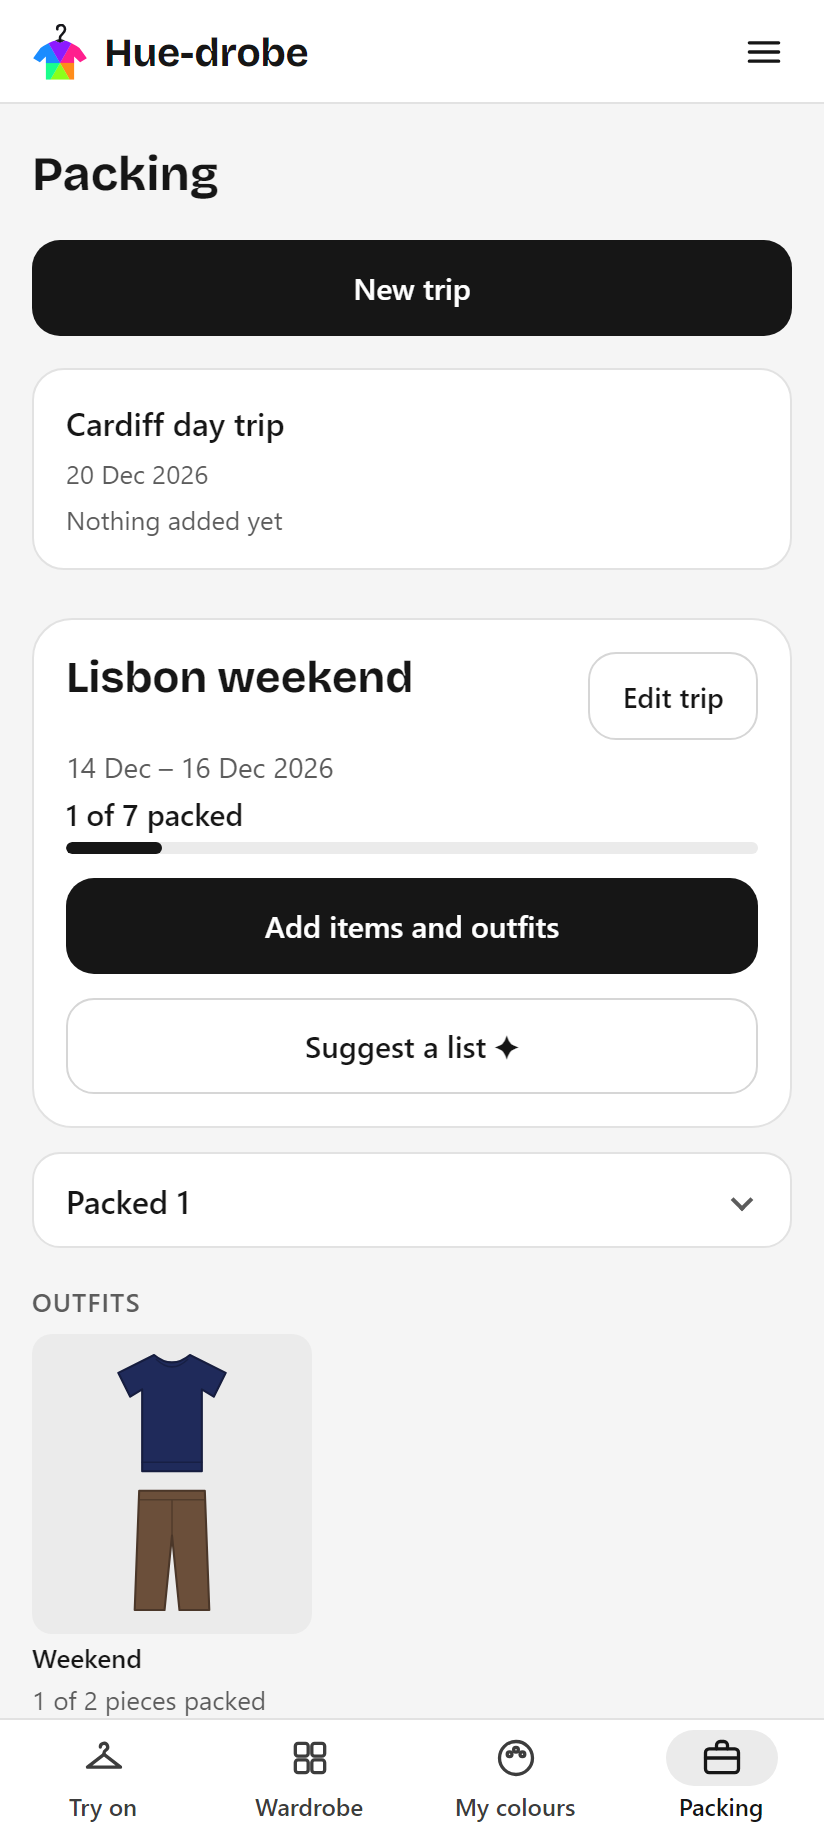 Hue-drobe
Packing
New trip
Cardiff day trip
20 Dec 2026
Nothing added yet
Lisbon weekend
Edit trip
14 Dec – 16 Dec 2026
1 of 7 packed
Add items and outfits
Suggest a list ✦
Packed 1
OUTFITS
Weekend
1 of 2 pieces packed
Try on
Wardrobe
My colours
Packing